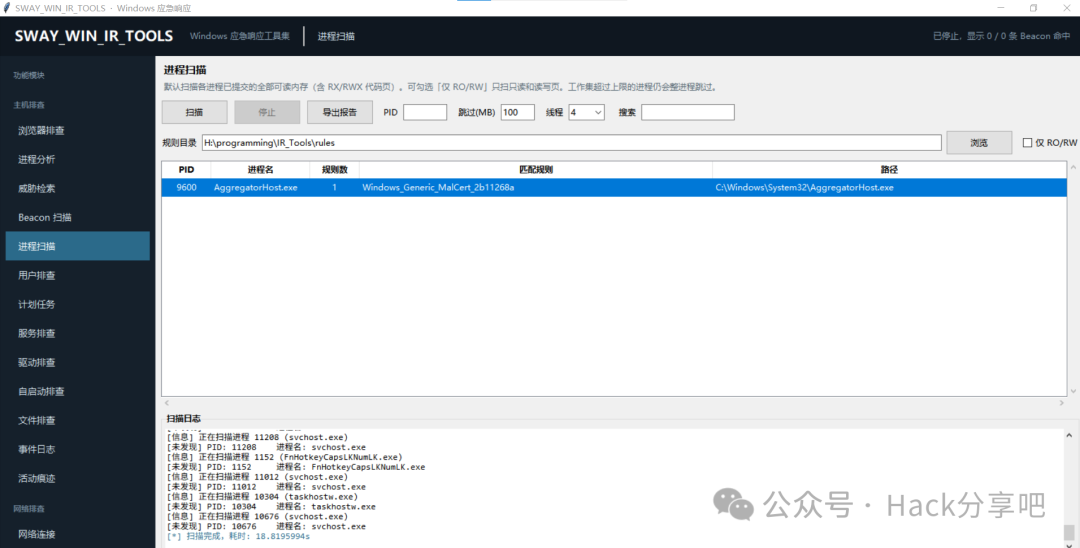 SWAY_WIN_IR_TOOLS · Windows 应急响应
SWAY_WIN_IR_TOOLS Windows 应急响应工具集 进程扫描 已停止，显示 0 / 0 条 Beacon 命中
功能模块
主机排查
浏览器排查
进程分析
威胁检索
Beacon 扫描
进程扫描
用户排查
计划任务
服务排查
驱动排查
自启动排查
文件排查
事件日志
活动痕迹
网络排查
网络连接
进程扫描
默认扫描各进程已提交的全部可读内存（含 RX/RWX 代码页）。可勾选「仅 RO/RW」只扫只读和读写页。工作集超过上限的进程仍会整进程跳过。
扫描 停止 导出报告 PID 跳过(MB) 100 线程 4 搜索
规则目录 H:\programming\IR_Tools\rules 浏览 仅 RO/RW
PID 进程名 规则数 匹配规则 路径
9600 AggregatorHost.exe 1 Windows_Generic_MalCert_2b11268a C:\Windows\System32\AggregatorHost.exe
扫描日志
[信息] 正在扫描进程 11208 (svchost.exe)
[未发现] PID: 11208 进程名: svchost.exe
[信息] 正在扫描进程 1152 (FnHotkeyCapsLKNumLK.exe)
[未发现] PID: 1152 进程名: FnHotkeyCapsLKNumLK.exe
[信息] 正在扫描进程 11012 (svchost.exe)
[未发现] PID: 11012 进程名: svchost.exe
[信息] 正在扫描进程 10304 (taskhostw.exe)
[未发现] PID: 10304 进程名: taskhostw.exe
[信息] 正在扫描进程 10676 (svchost.exe)
[未发现] PID: 10676 进程名: svchost.exe
[*] 扫描完成，耗时: 18.8195994s
公众号 · Hack分享吧